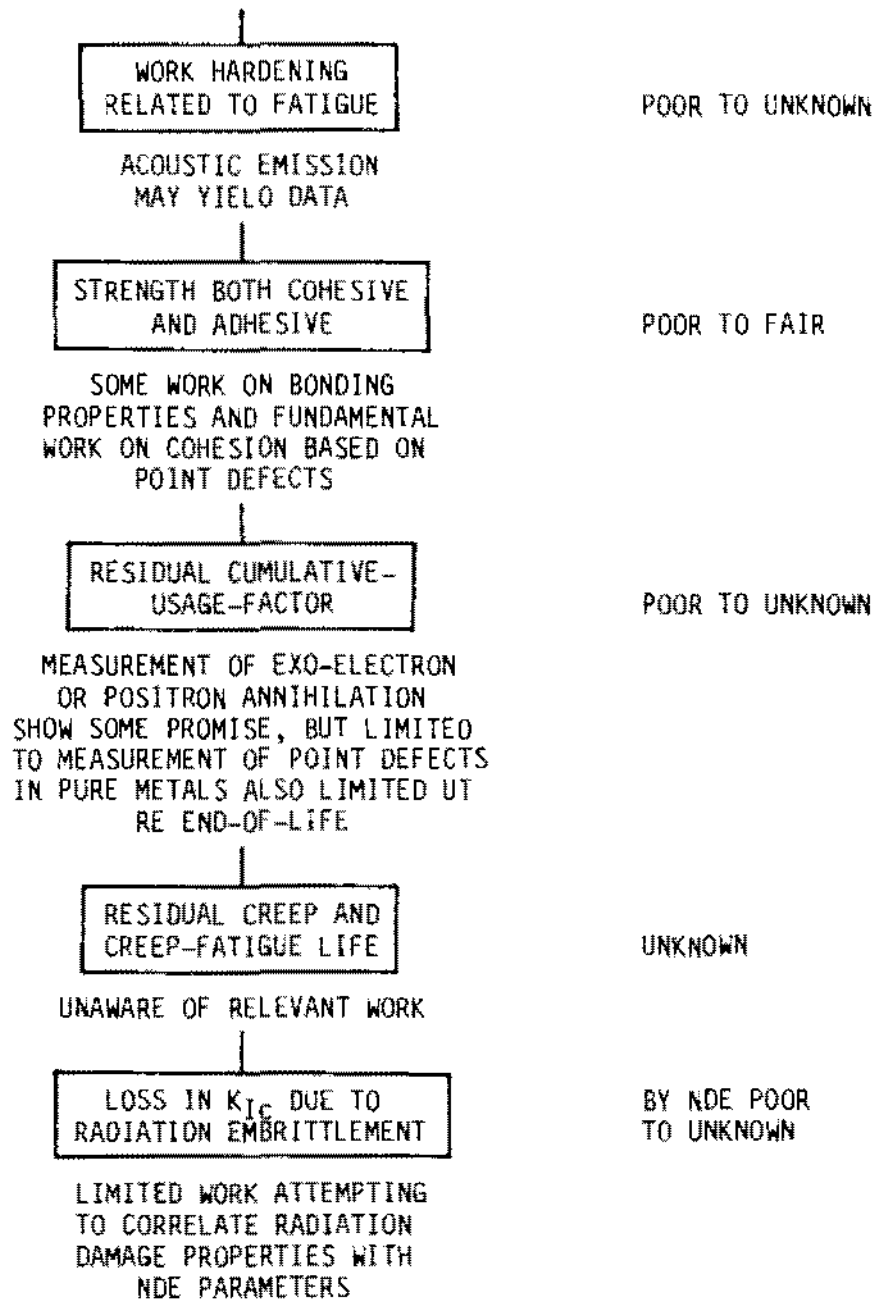 WORK HARDENING
RELATED TO FATIGUE
POOR TO UNKNOWN
ACOUSTIC EMISSION
MAY YIELO DATA
STRENGTH BOTH COHESIVE
AND ADHESIVE
POOR TO FAIR
SOME WORK ON BONDING
PROPERTIES AND FUNDAMENTAL
WORK ON COHESION BASED ON
POINT DEFECTS
RESIDUAL CUMULATIVE-
USAGE-FACTOR
POOR TO UNKNOWN
MEASUREMENT OF EXO-ELECTRON
OR POSITRON ANNIHILATION
SHOW SOME PROMISE, BUT LIMITED
TO MEASUREMENT OF POINT DEFECTS
IN PURE METALS ALSO LIMITED UT
RE END-OF-LIFE
RESIDUAL CREEP AND
CREEP-FATIGUE LIFE
UNKNOWN
UNAWARE OF RELEVANT WORK
LOSS IN K_Ic DUE TO
RADIATION EMBRITTLEMENT
BY NDE POOR
TO UNKNOWN
LIMITED WORK ATTEMPTING
TO CORRELATE RADIATION
DAMAGE PROPERTIES WITH
NDE PARAMETERS